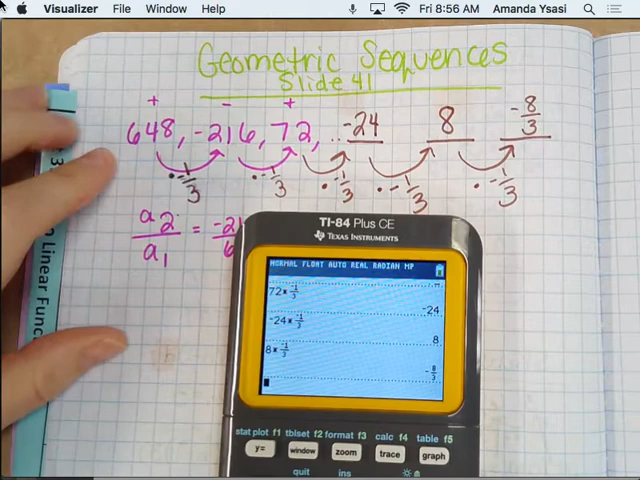 Visualizer File Window Help Fri 8:56 AM Amanda Ysasi
Geometric Sequences
Slide 41
+ - +
648, -216, 72, ... -24 8 -8/3
· -1/3 · -1/3 · -1/3 · -1/3 · -1/3
a2/a1 = -21
6
TI-84 Plus CE
TEXAS INSTRUMENTS
NORMAL FLOAT AUTO REAL RADIAN MP
72*-1/3
-24
-24*-1/3
8
8*-1/3
-8/3
stat plot f1 tblset f2 format f3 calc f4 table f5
y= window zoom trace graph
quit ins
n Linear Func